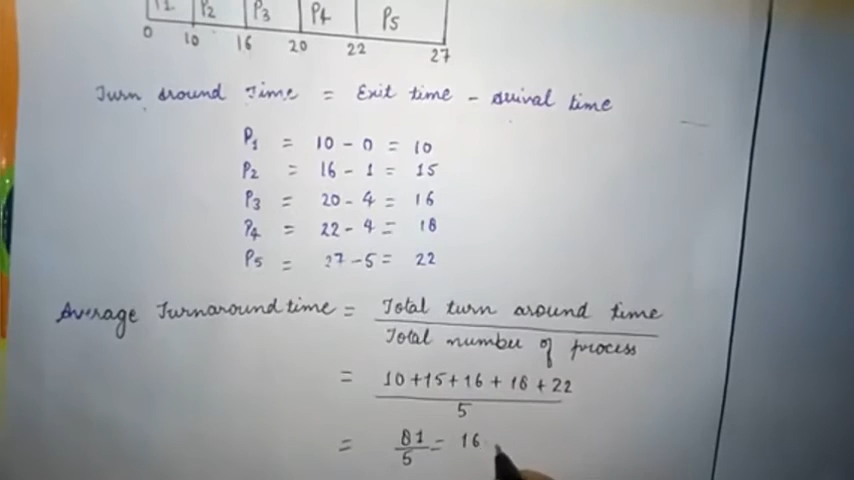 P1 P2 P3 P4 P5
0 10 16 20 22 27
Turn around Time = Exit time - arrival time
P1 = 10 - 0 = 10
P2 = 16 - 1 = 15
P3 = 20 - 4 = 16
P4 = 22 - 4 = 18
P5 = 27 - 5 = 22
Average Turnaround time = Total turn around time
Total number of process
= 10 + 15 + 16 + 18 + 22
5
= 81 = 16
5